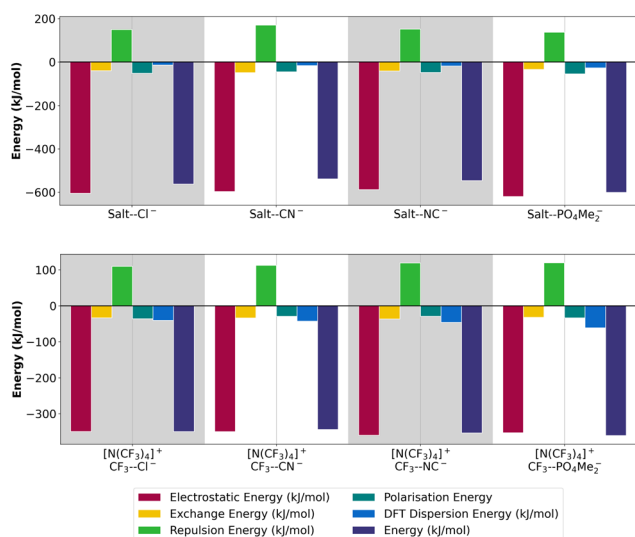 200
0
−200
−400
−600
Energy (kJ/mol)
Salt--Cl⁻ Salt--CN⁻ Salt--NC⁻ Salt--PO₄Me₂⁻
100
0
−100
−200
−300
Energy (kJ/mol)
[N(CF₃)₄]⁺ [N(CF₃)₄]⁺ [N(CF₃)₄]⁺ [N(CF₃)₄]⁺
CF₃--Cl⁻ CF₃--CN⁻ CF₃--NC⁻ CF₃--PO₄Me₂⁻
Electrostatic Energy (kJ/mol) Polarisation Energy
Exchange Energy (kJ/mol) DFT Dispersion Energy (kJ/mol)
Repulsion Energy (kJ/mol) Energy (kJ/mol)